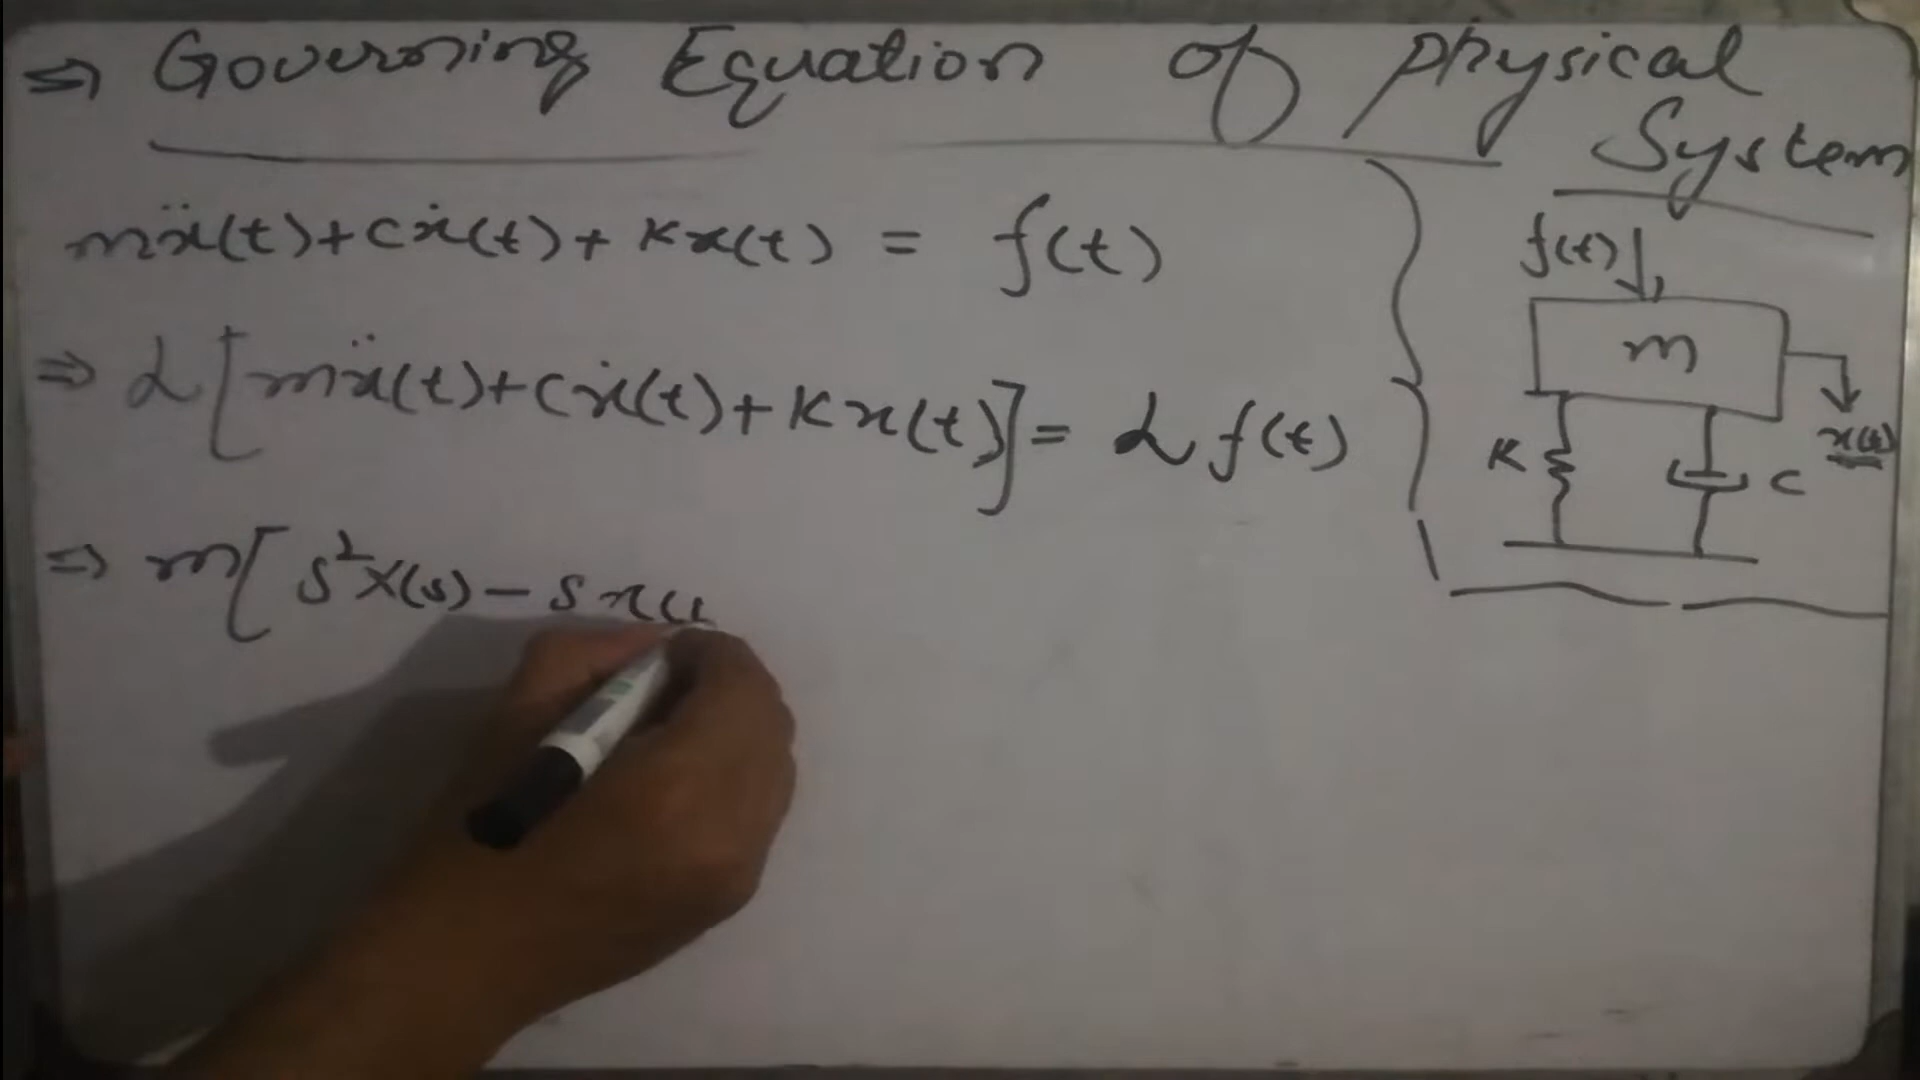 ⇒ Governing Equation of physical
System
mẍ(t)+cẋ(t)+Kx(t) = f(t)
⇒ ℒ[mẍ(t)+cẋ(t)+Kx(t)] = ℒ f(t)
⇒ m[s²X(s) − s x(
f(t)
m
x(t)
K
c